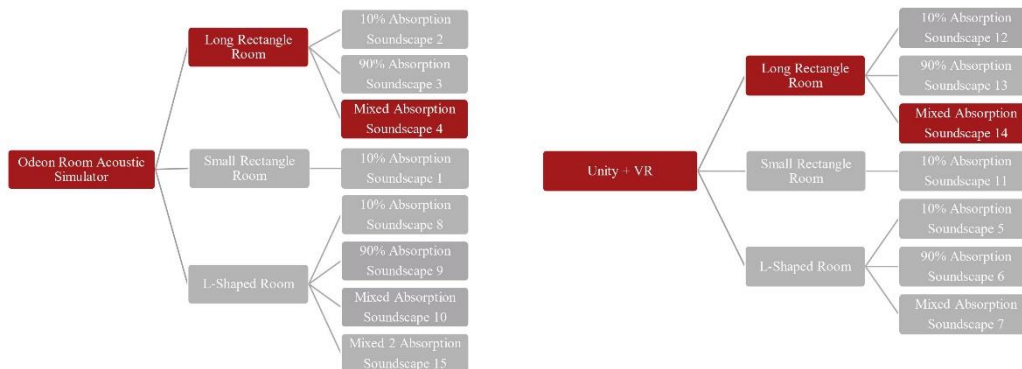 Odeon Room Acoustic
Simulator
Long Rectangle
Room
10% Absorption
Soundscape 2
90% Absorption
Soundscape 3
Mixed Absorption
Soundscape 4
Small Rectangle
Room
10% Absorption
Soundscape 1
L-Shaped Room
10% Absorption
Soundscape 8
90% Absorption
Soundscape 9
Mixed Absorption
Soundscape 10
Mixed 2 Absorption
Soundscape 15
Unity + VR
Long Rectangle
Room
10% Absorption
Soundscape 12
90% Absorption
Soundscape 13
Mixed Absorption
Soundscape 14
Small Rectangle
Room
10% Absorption
Soundscape 11
L-Shaped Room
10% Absorption
Soundscape 5
90% Absorption
Soundscape 6
Mixed Absorption
Soundscape 7